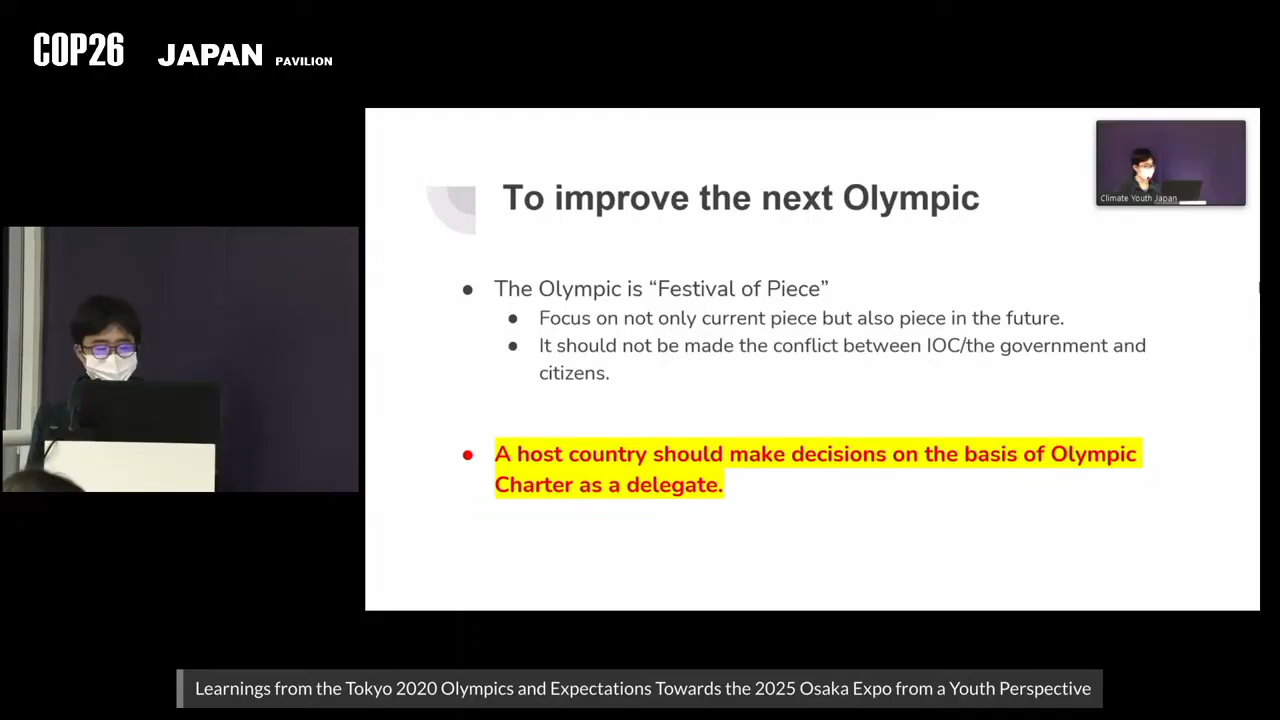 COP26 JAPAN PAVILION
Climate Youth Japan
To improve the next Olympic
● The Olympic is “Festival of Piece”
● Focus on not only current piece but also piece in the future.
● It should not be made the conflict between IOC/the government and
citizens.
● A host country should make decisions on the basis of Olympic
Charter as a delegate.
Learnings from the Tokyo 2020 Olympics and Expectations Towards the 2025 Osaka Expo from a Youth Perspective